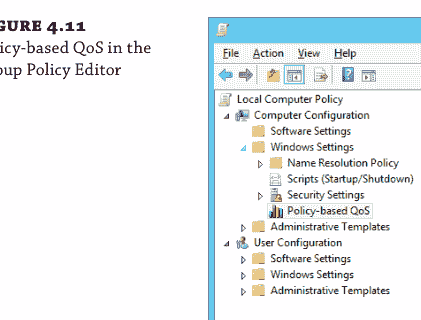 GURE 4.11
icy-based QoS in the
oup Policy Editor
File Action View Help
Local Computer Policy
Computer Configuration
Software Settings
Windows Settings
Name Resolution Policy
Scripts (Startup/Shutdown)
Security Settings
Policy-based QoS
Administrative Templates
User Configuration
Software Settings
Windows Settings
Administrative Templates